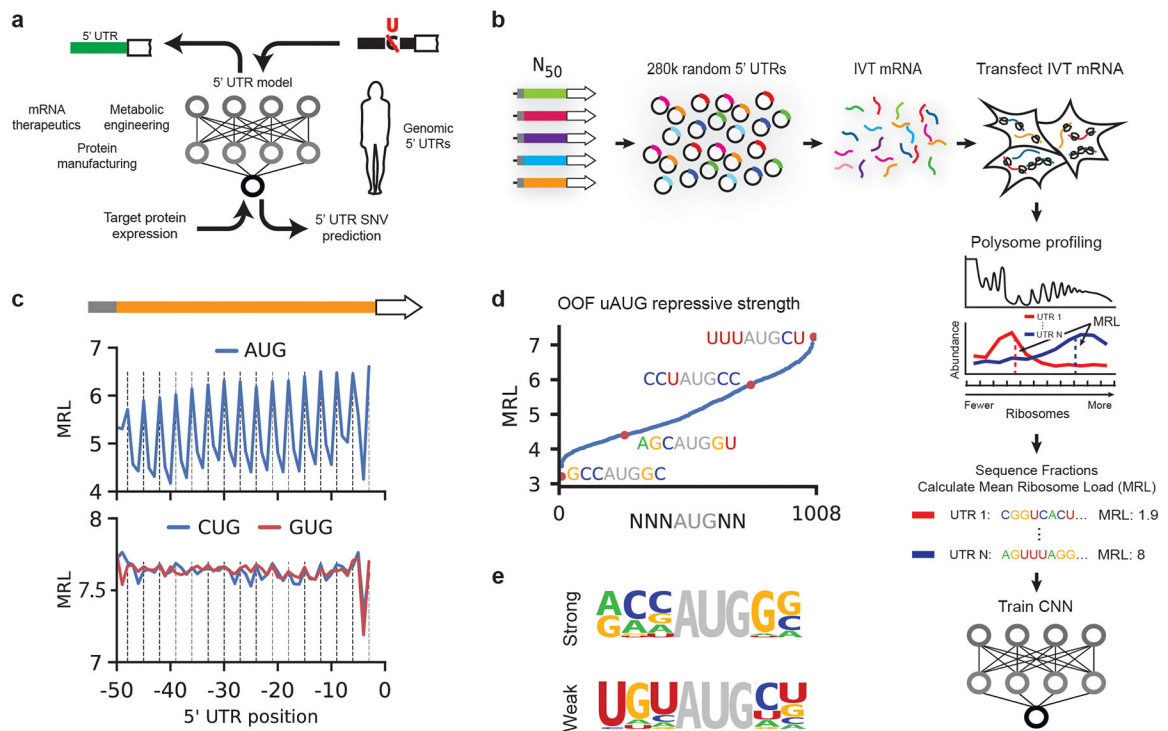 a
U
5' UTR
5' UTR model
mRNA
therapeutics
Metabolic
engineering
Protein
manufacturing
Genomic
5' UTRs
Target protein
expression
5' UTR SNV
prediction
b
N50
280k random 5' UTRs
IVT mRNA
Transfect IVT mRNA
Polysome profiling
UTR 1
UTR N
MRL
Abundance
Fewer
Ribosomes
More
Sequence Fractions
Calculate Mean Ribosome Load (MRL)
UTR 1: CGGUCACU... MRL: 1.9
UTR N: AGUUUAGG... MRL: 8
Train CNN
c
AUG
MRL
7
6
5
4
CUG GUG
MRL
8
7.5
7
-50 -40 -30 -20 -10 0
5' UTR position
d
OOF uAUG repressive strength
MRL
7
6
5
4
3
UUUAUGCU
CCUAUGCC
AGCAUGGU
GCCAUGGC
0 NNNAUGNN 1008
e
Strong
AUG
Weak
AUG